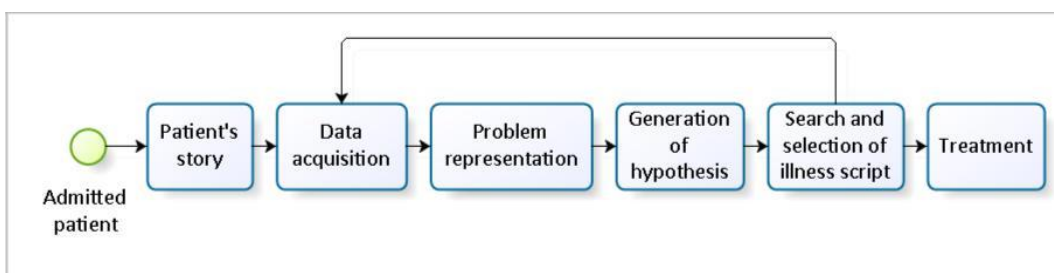 Admitted
patient
Patient's
story
Data
acquisition
Problem
representation
Generation
of
hypothesis
Search and
selection of
illness script
Treatment